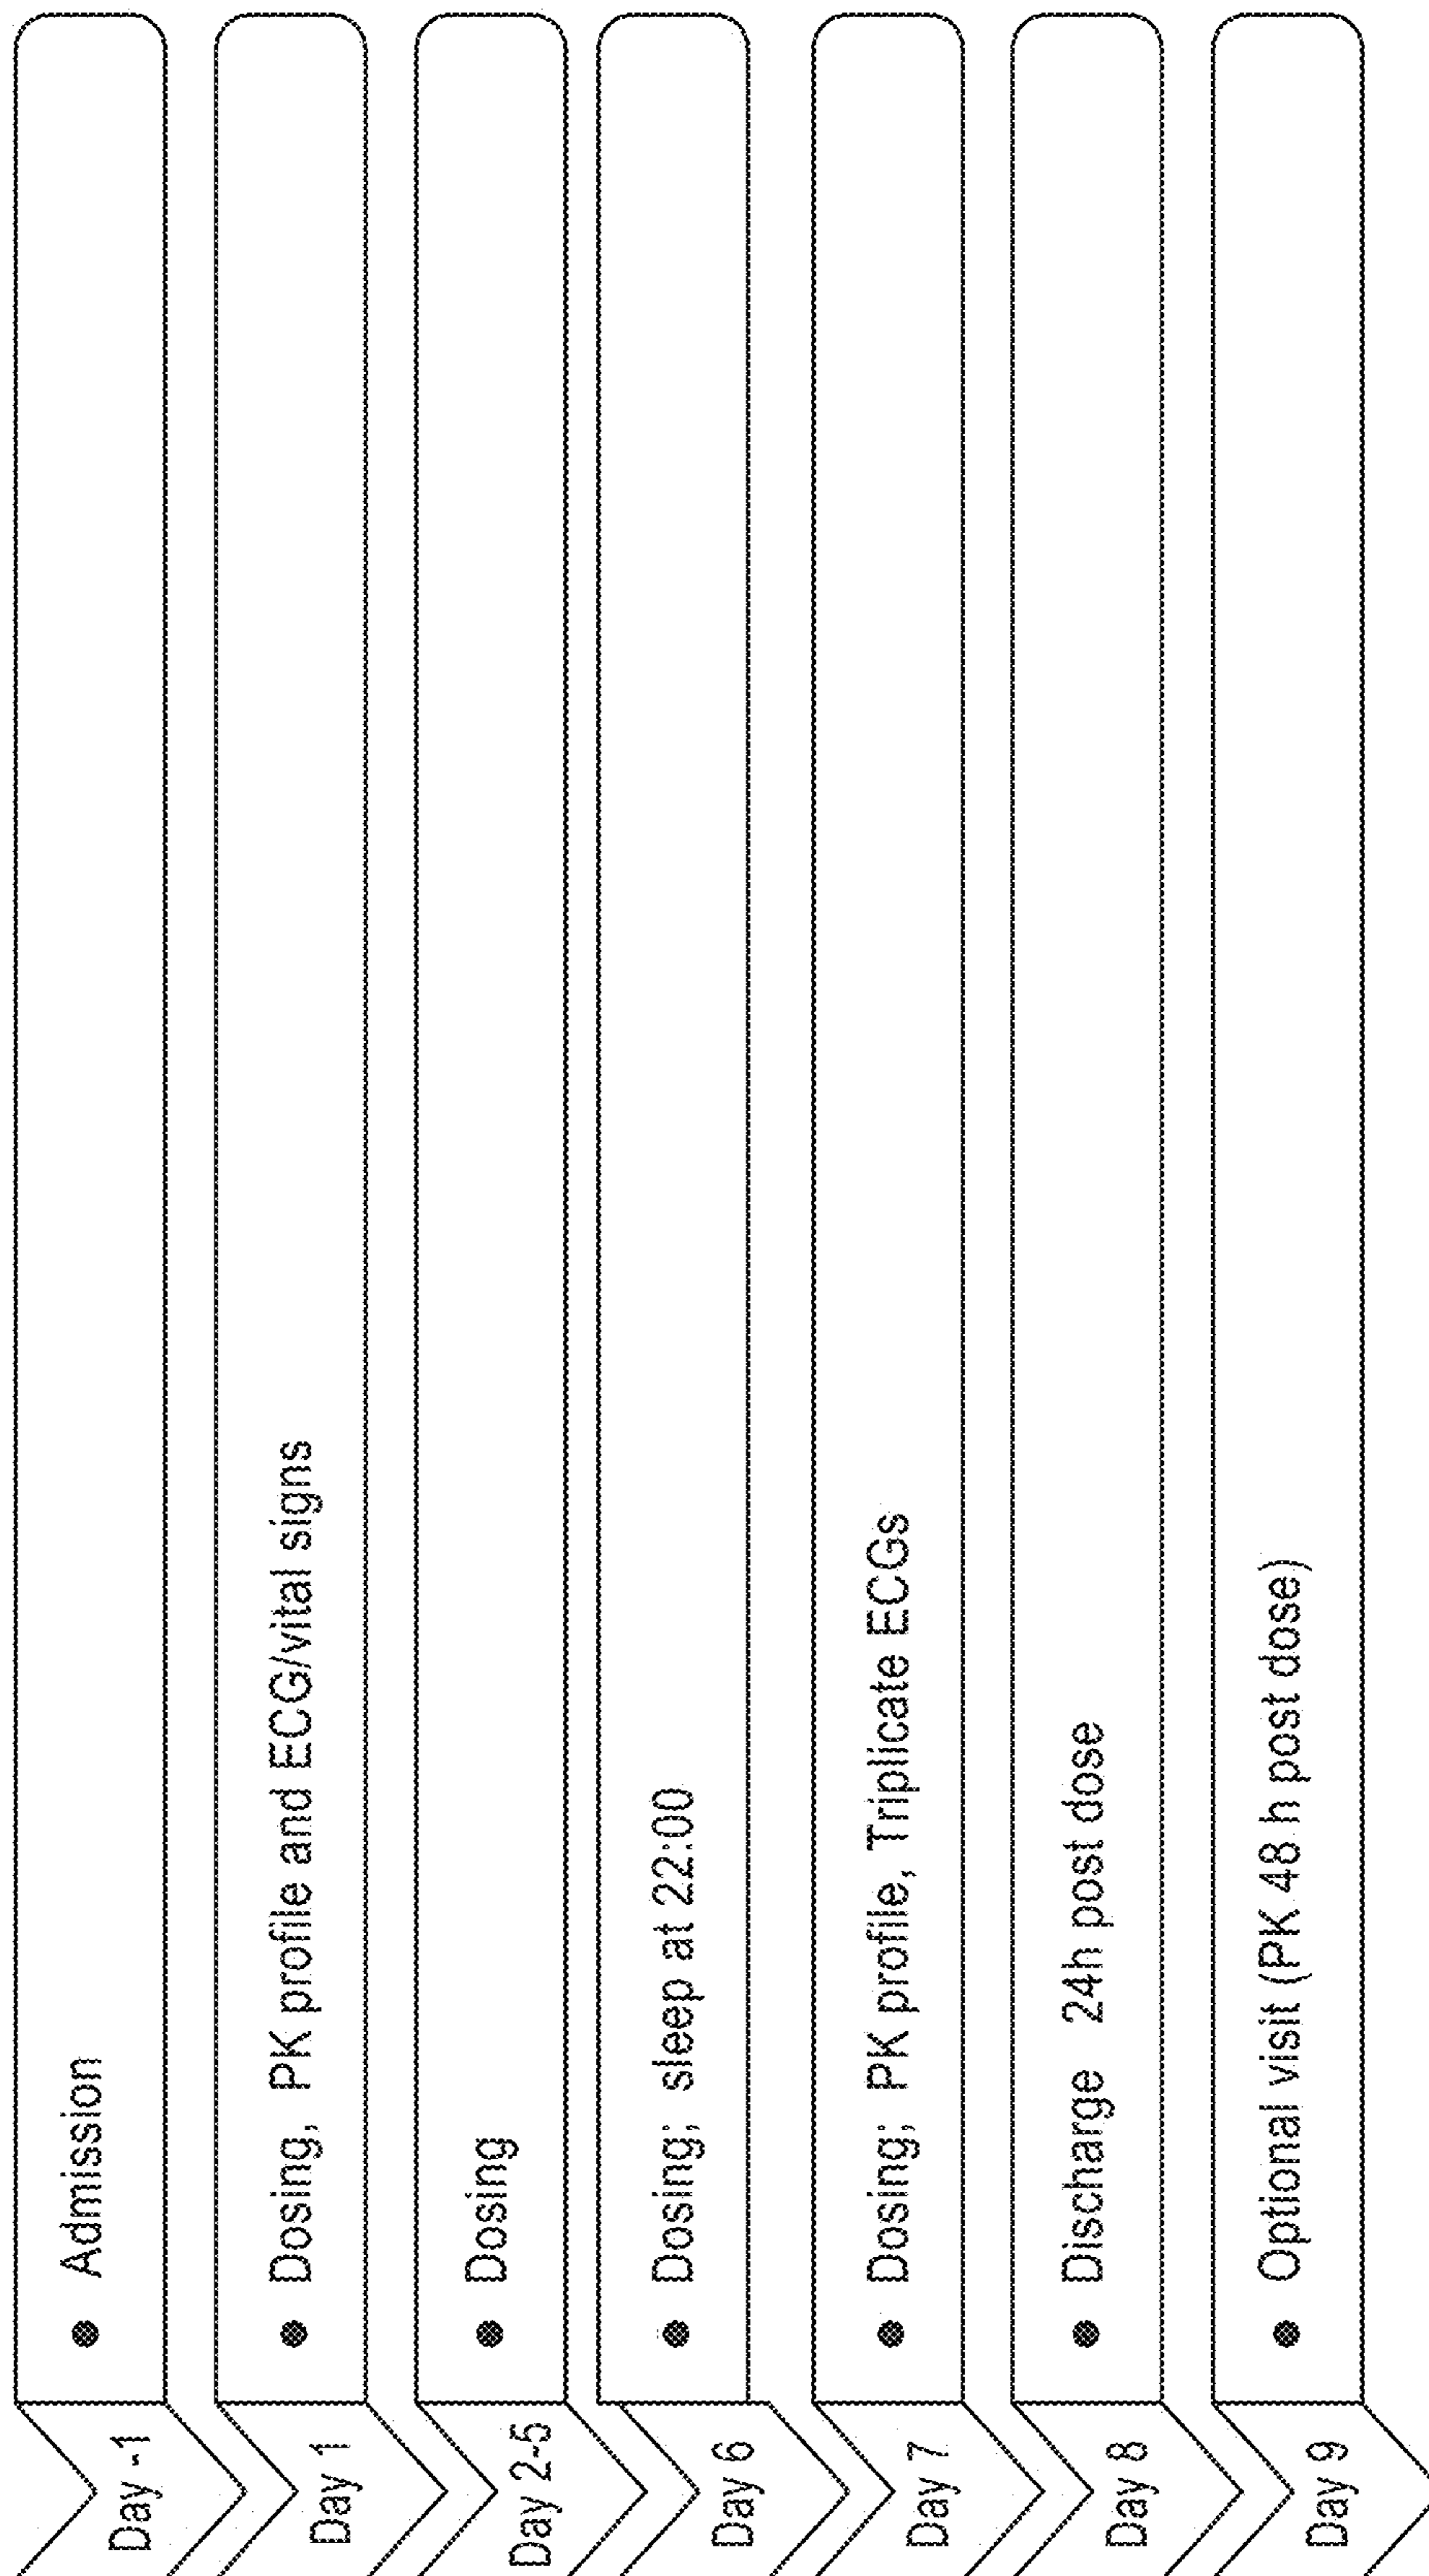 Day -1
● Admission
Day 1
● Dosing, PK profile and ECG/vital signs
Day 2-5
● Dosing
Day 6
● Dosing; sleep at 22:00
Day 7
● Dosing; PK profile, Triplicate ECGs
Day 8
● Discharge 24h post dose
Day 9
● Optional visit (PK 48 h post dose)